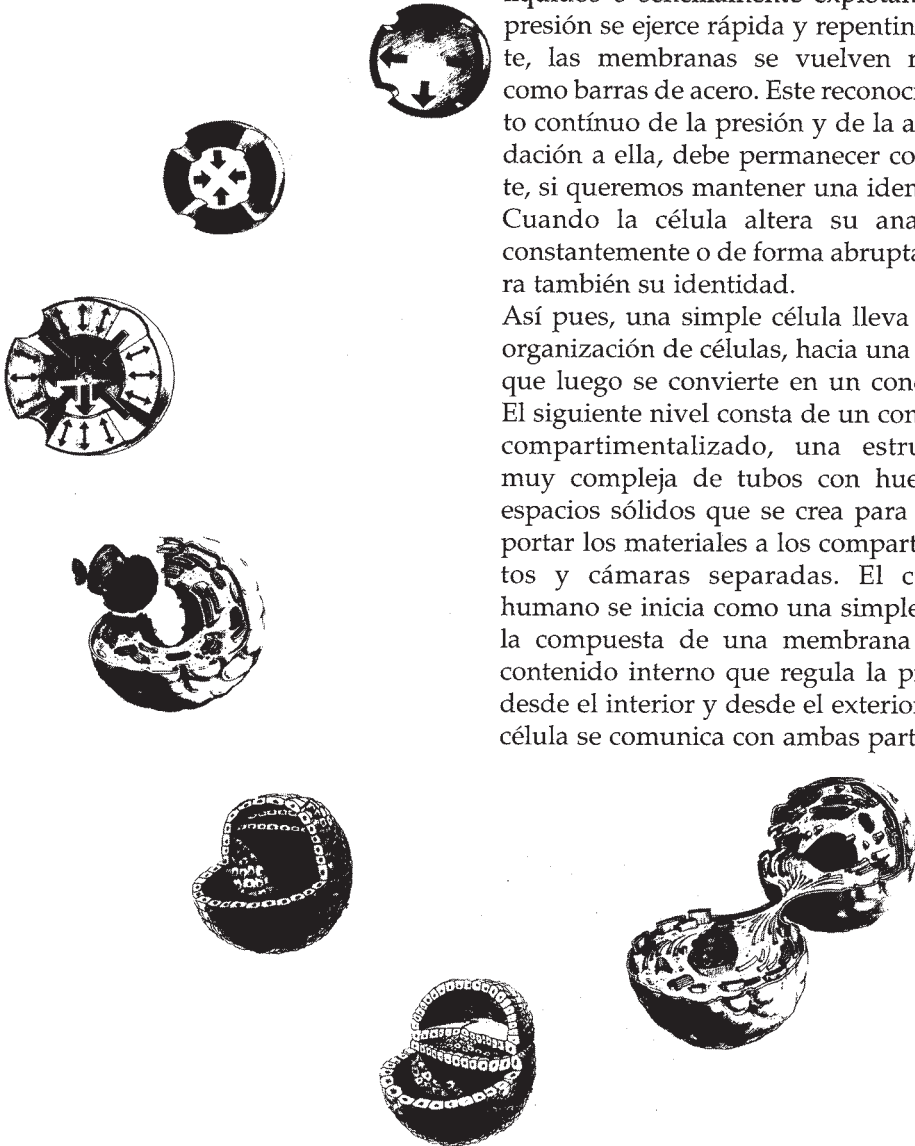 líquidos o sencillamente explotan
presión se ejerce rápida y repentin
te, las membranas se vuelven r
como barras de acero. Este reconoc
to contínuo de la presión y de la a
dación a ella, debe permanecer co
te, si queremos mantener una iden
Cuando la célula altera su ana
constantemente o de forma abrupta
ra también su identidad.
Así pues, una simple célula lleva
organización de células, hacia una
que luego se convierte en un con
El siguiente nivel consta de un con
compartimentalizado, una estru
muy compleja de tubos con hue
espacios sólidos que se crea para
portar los materiales a los compart
tos y cámaras separadas. El c
humano se inicia como una simple
la compuesta de una membrana
contenido interno que regula la p
desde el interior y desde el exterior
célula se comunica con ambas part